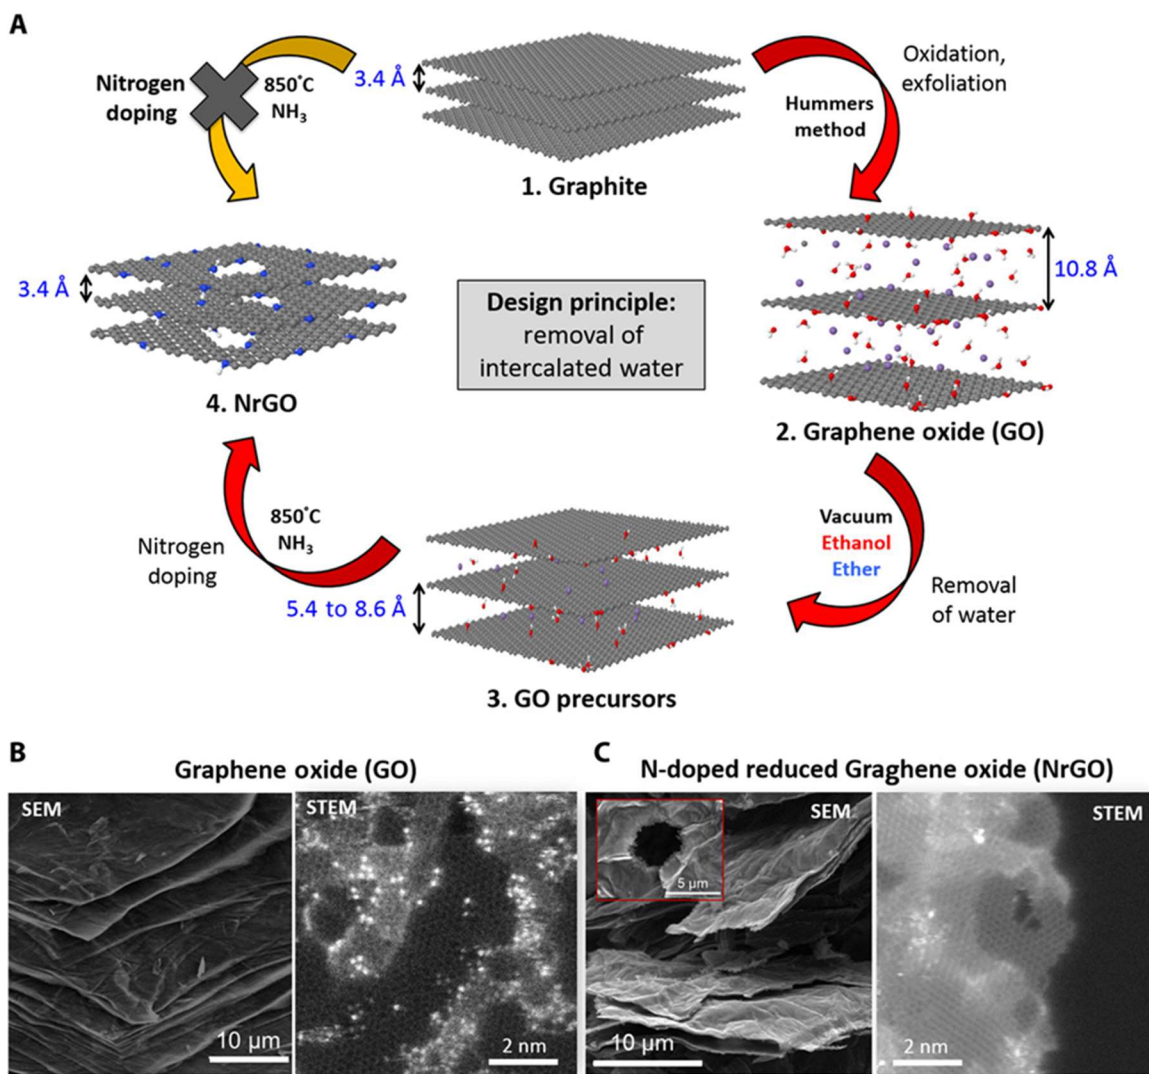 A
Nitrogen
doping
850°C
NH₃
3.4 Å
Oxidation,
exfoliation
Hummers
method
1. Graphite
3.4 Å
Design principle:
removal of
intercalated water
10.8 Å
4. NrGO
2. Graphene oxide (GO)
Nitrogen
doping
850°C
NH₃
5.4 to 8.6 Å
Vacuum
Ethanol
Ether
Removal
of water
3. GO precursors
B
Graphene oxide (GO)
SEM
10 µm
STEM
2 nm
C
N-doped reduced Graghene oxide (NrGO)
SEM
5 µm
10 µm
STEM
2 nm